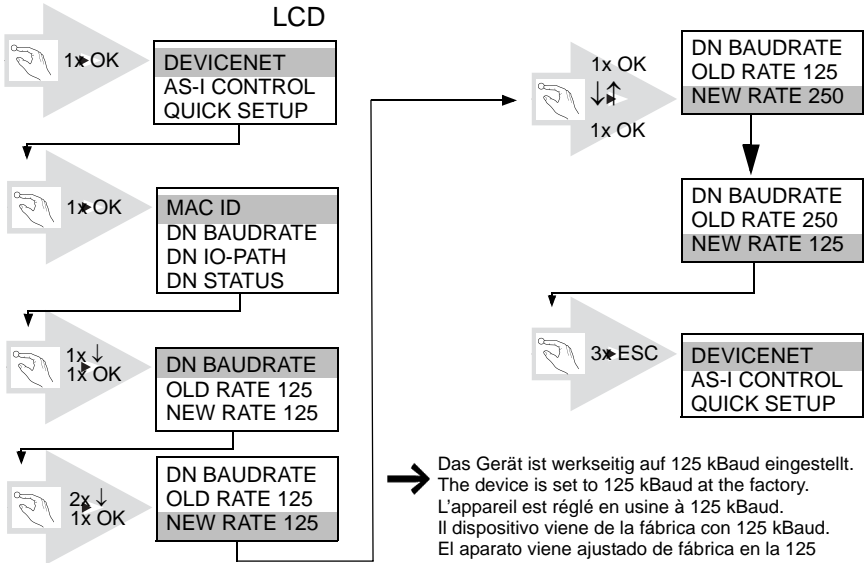 LCD
1x OK
DEVICENET
AS-I CONTROL
QUICK SETUP
1x OK
MAC ID
DN BAUDRATE
DN IO-PATH
DN STATUS
1x ↓
1x OK
DN BAUDRATE
OLD RATE 125
NEW RATE 125
2x ↓
1x OK
DN BAUDRATE
OLD RATE 125
NEW RATE 125
1x OK
↓↑
1x OK
DN BAUDRATE
OLD RATE 125
NEW RATE 250
DN BAUDRATE
OLD RATE 250
NEW RATE 125
3x ESC
DEVICENET
AS-I CONTROL
QUICK SETUP
Das Gerät ist werkseitig auf 125 kBaud eingestellt.
The device is set to 125 kBaud at the factory.
L'appareil est réglé en usine à 125 kBaud.
Il dispositivo viene de la fábrica con 125 kBaud.
El aparato viene ajustado de fábrica en la 125